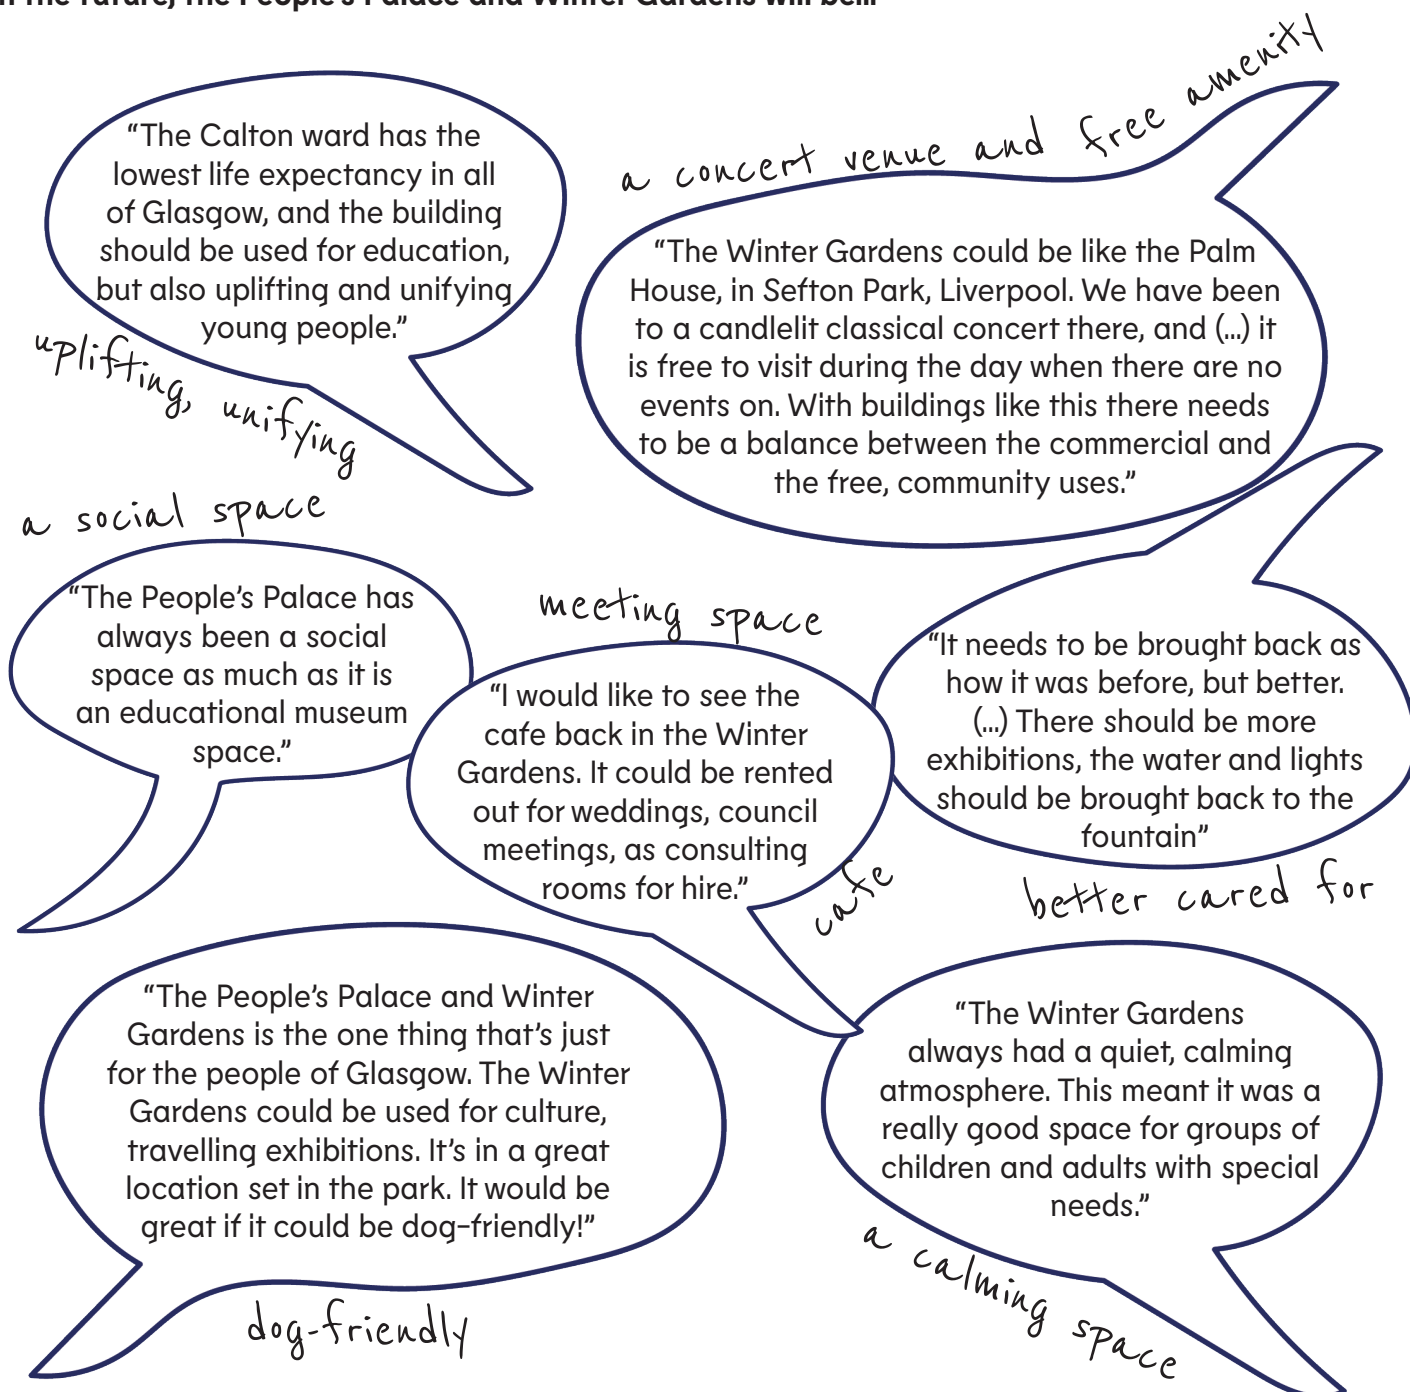 In the future, the People's Palace and Winter Gardens will be...
a concert venue and free amenity
"The Calton ward has the
lowest life expectancy in all
of Glasgow, and the building
should be used for education,
but also uplifting and unifying
young people."
uplifting, unifying
"The Winter Gardens could be like the Palm
House, in Sefton Park, Liverpool. We have been
to a candlelit classical concert there, and (...) it
is free to visit during the day when there are no
events on. With buildings like this there needs
to be a balance between the commercial and
the free, community uses."
a social space
"The People's Palace has
always been a social
space as much as it is
an educational museum
space."
meeting space
"I would like to see the
cafe back in the Winter
Gardens. It could be rented
out for weddings, council
meetings, as consulting
rooms for hire."
cafe
"It needs to be brought back as
how it was before, but better.
(...) There should be more
exhibitions, the water and lights
should be brought back to the
fountain"
better cared for
"The People's Palace and Winter
Gardens is the one thing that's just
for the people of Glasgow. The Winter
Gardens could be used for culture,
travelling exhibitions. It's in a great
location set in the park. It would be
great if it could be dog-friendly!"
dog-friendly
"The Winter Gardens
always had a quiet, calming
atmosphere. This meant it was a
really good space for groups of
children and adults with special
needs."
a calming space